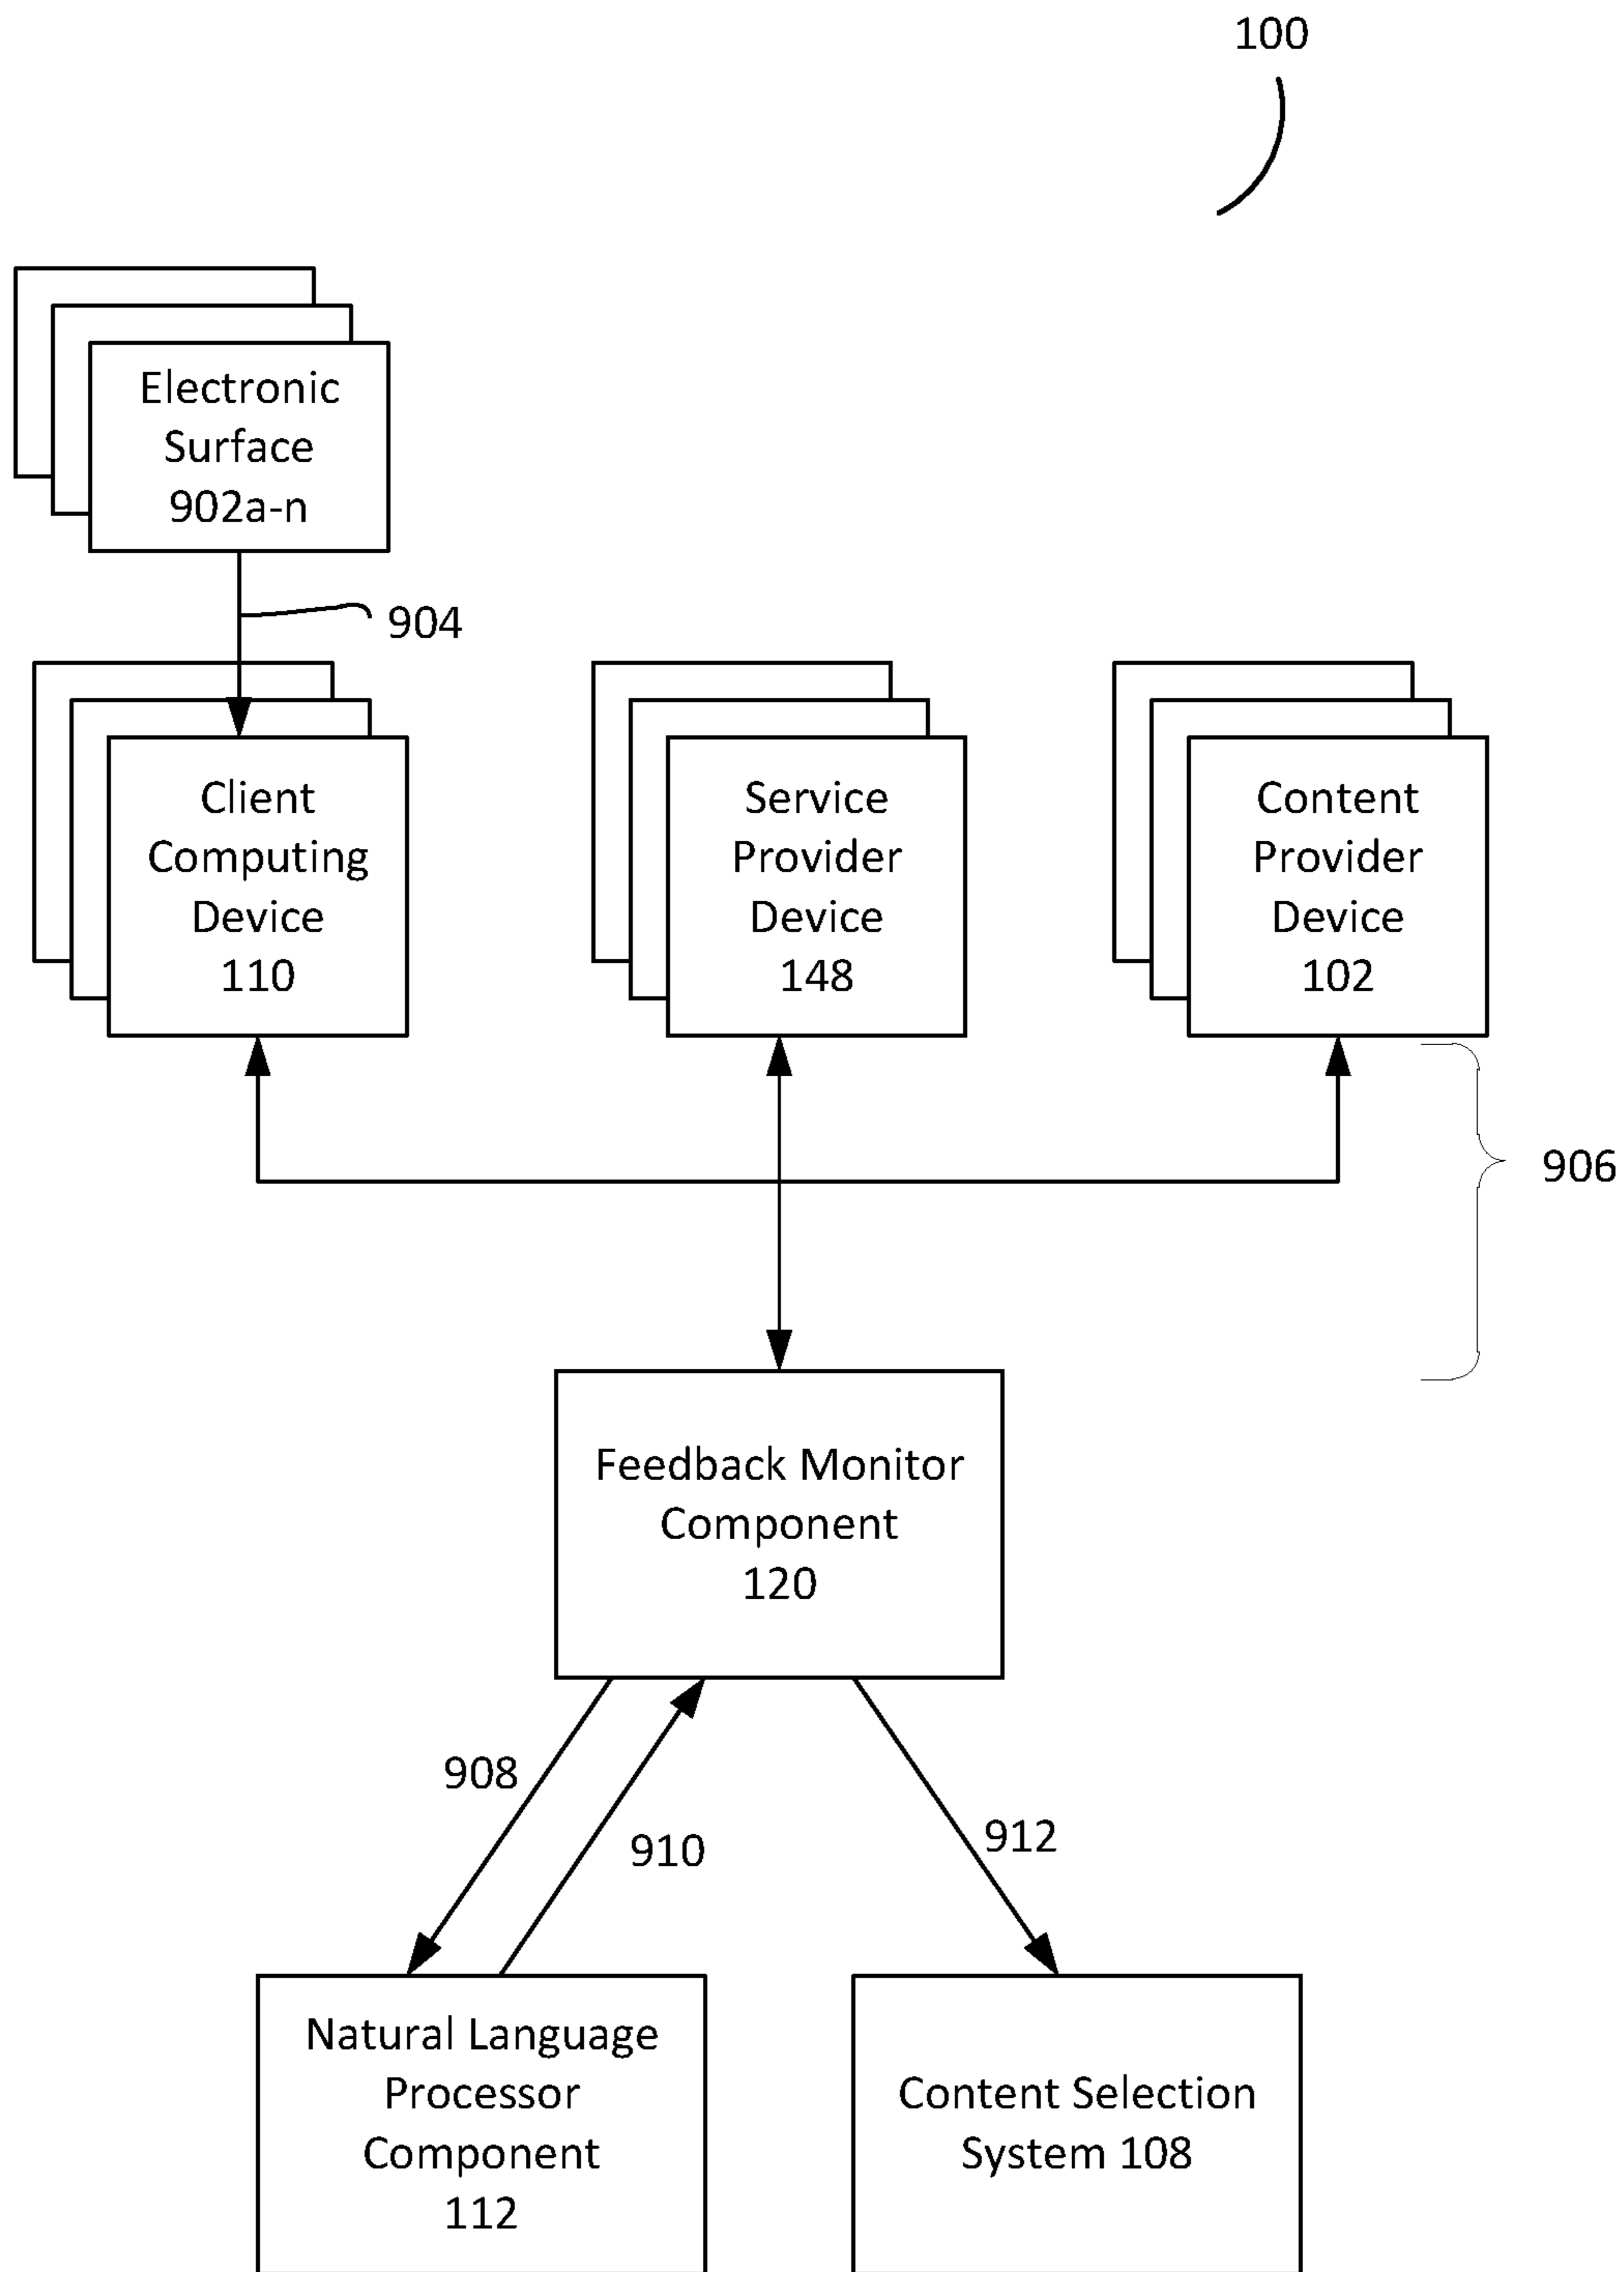 100
Electronic
Surface
902a-n
904
Client
Computing
Device
110
Service
Provider
Device
148
Content
Provider
Device
102
906
Feedback Monitor
Component
120
908
910
912
Natural Language
Processor
Component
112
Content Selection
System 108